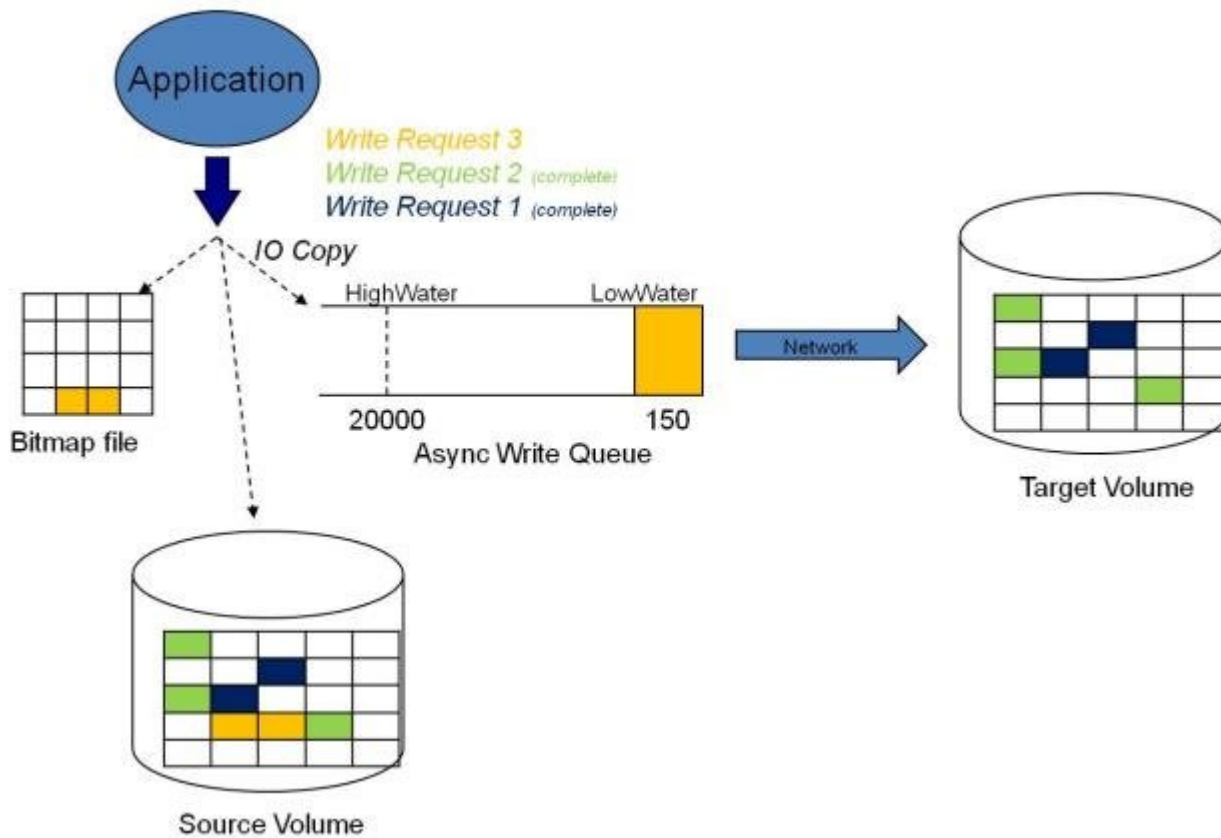 Application
Write Request 3
Write Request 2 (complete)
Write Request 1 (complete)
IO Copy
HighWater
LowWater
Network
20000
150
Async Write Queue
Bitmap file
Target Volume
Source Volume